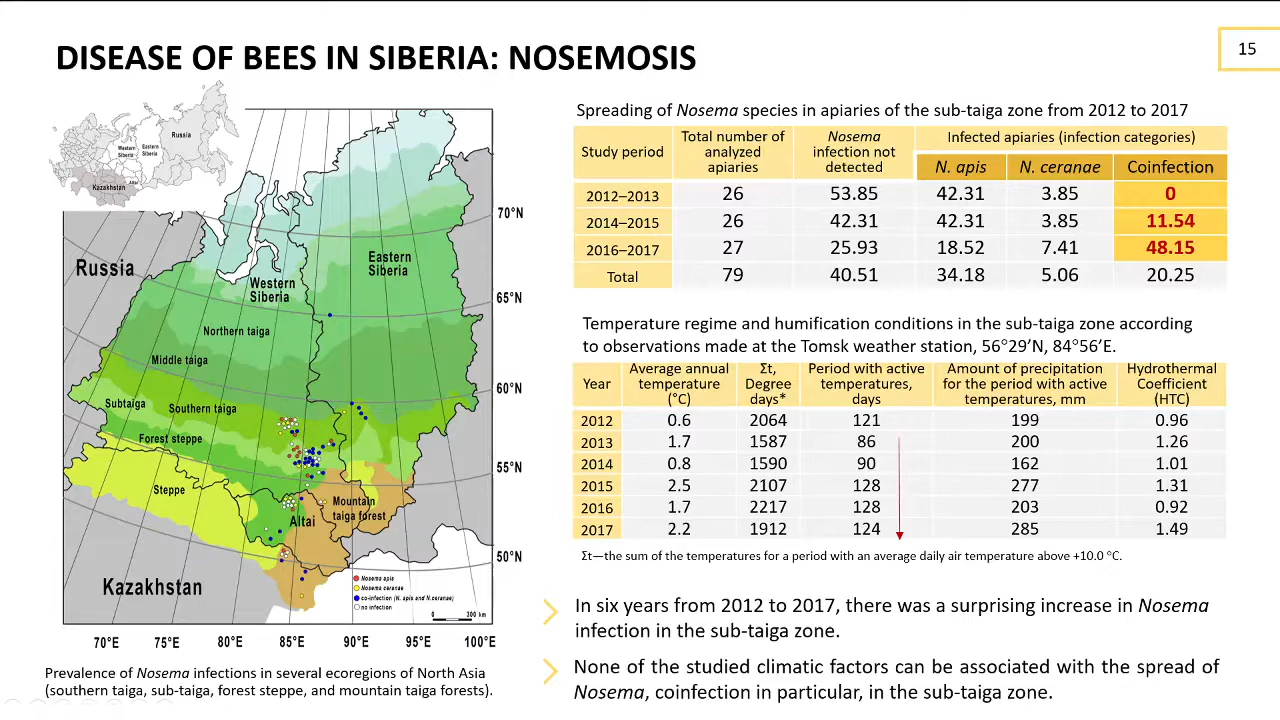 DISEASE OF BEES IN SIBERIA: NOSEMOSIS
15
Russia
Western
Siberia
Eastern
Siberia
Kazakhstan
Altai
70°N
65°N
60°N
55°N
50°N
Russia
Western
Siberia
Eastern
Siberia
Northern taiga
Middle taiga
Subtaiga
Southern taiga
Forest steppe
Steppe
Mountain
taiga forest
Altai
Kazakhstan
Nosema apis
Nosema ceranae
co-infection (N. apis and N.ceranae)
no infection
0 300 km
70°E 75°E 80°E 85°E 90°E 95°E 100°E
Prevalence of Nosema infections in several ecoregions of North Asia
(southern taiga, sub-taiga, forest steppe, and mountain taiga forests).
Spreading of Nosema species in apiaries of the sub-taiga zone from 2012 to 2017
Study period
Total number of
analyzed
apiaries
Nosema
infection not
detected
Infected apiaries (infection categories)
N. apis N. ceranae Coinfection
2012–2013 26 53.85 42.31 3.85 0
2014–2015 26 42.31 42.31 3.85 11.54
2016–2017 27 25.93 18.52 7.41 48.15
Total 79 40.51 34.18 5.06 20.25
Temperature regime and humification conditions in the sub-taiga zone according
to observations made at the Tomsk weather station, 56°29′N, 84°56′E.
Year
Average annual
temperature
(°C)
Σt,
Degree
days*
Period with active
temperatures,
days
Amount of precipitation
for the period with active
temperatures, mm
Hydrothermal
Coefficient
(HTC)
2012 0.6 2064 121 199 0.96
2013 1.7 1587 86 200 1.26
2014 0.8 1590 90 162 1.01
2015 2.5 2107 128 277 1.31
2016 1.7 2217 128 203 0.92
2017 2.2 1912 124 285 1.49
Σt—the sum of the temperatures for a period with an average daily air temperature above +10.0 °C.
In six years from 2012 to 2017, there was a surprising increase in Nosema
infection in the sub-taiga zone.
None of the studied climatic factors can be associated with the spread of
Nosema, coinfection in particular, in the sub-taiga zone.